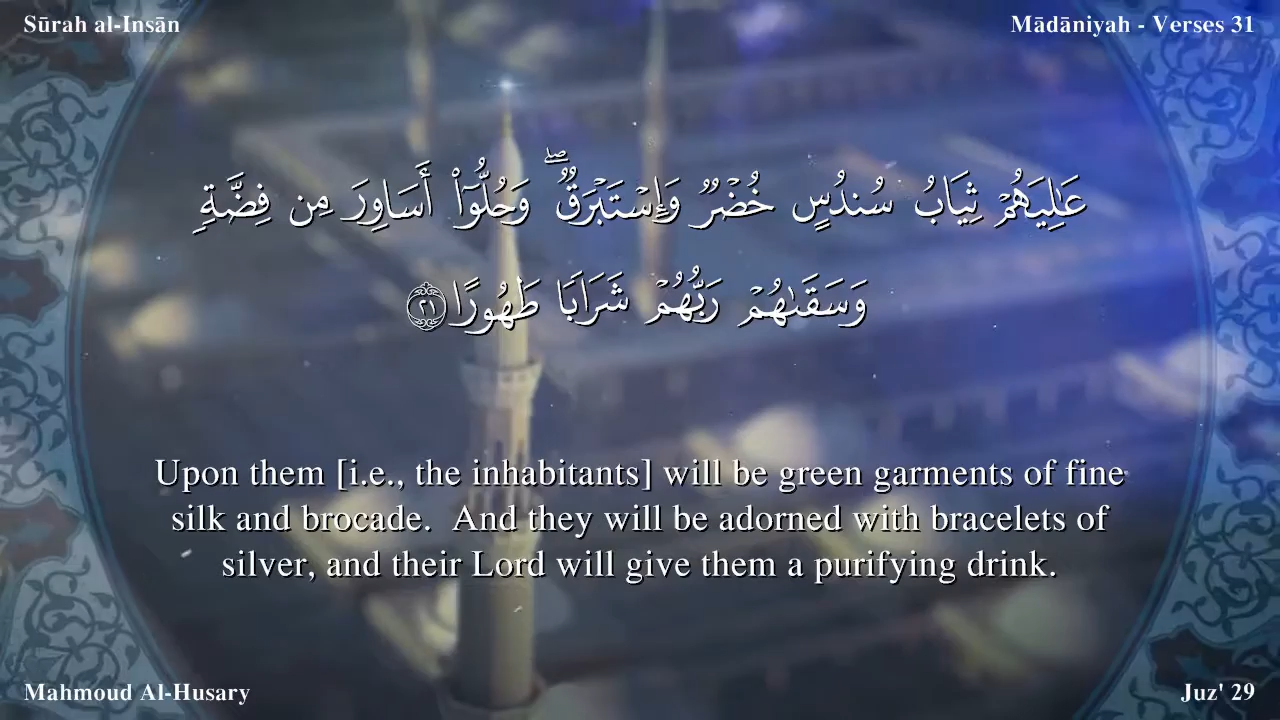 Sūrah al-Insān
Mādāniyah - Verses 31
عَٰلِيَهُمْ ثِيَابُ سُندُسٍ خُضْرٌ وَإِسْتَبْرَقٌ ۖ وَحُلُّوٓا۟ أَسَاوِرَ مِن فِضَّةٍ
وَسَقَىٰهُمْ رَبُّهُمْ شَرَابًا طَهُورًا ٢١
Upon them [i.e., the inhabitants] will be green garments of fine
silk and brocade.  And they will be adorned with bracelets of
silver, and their Lord will give them a purifying drink.
Mahmoud Al-Husary
Juz' 29